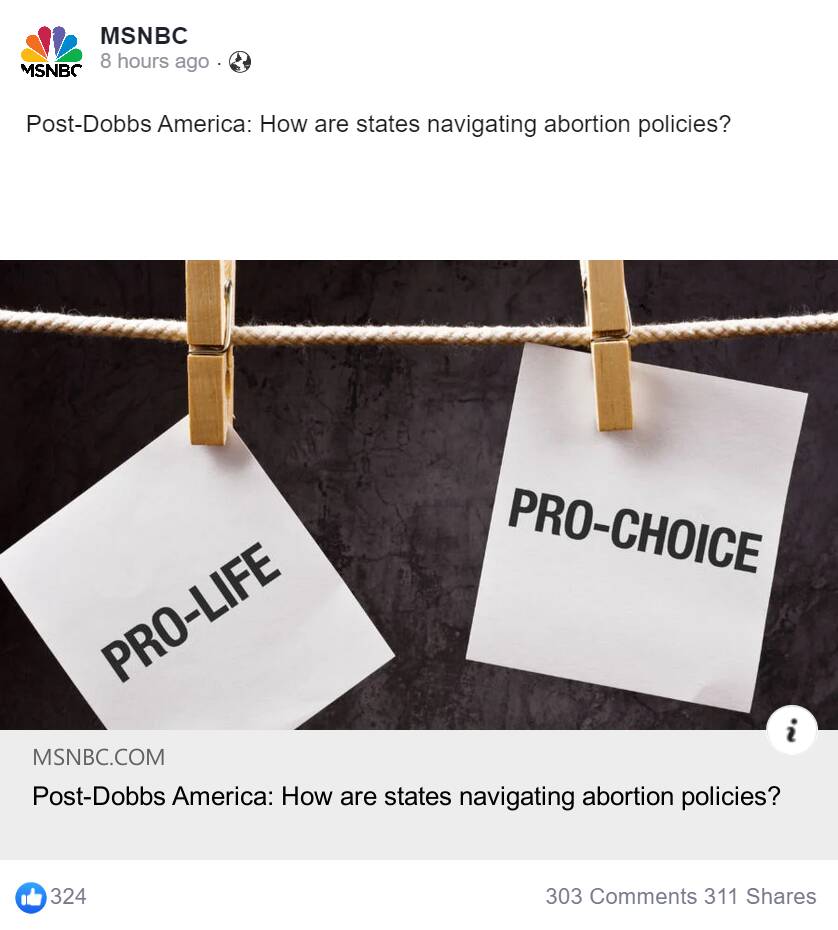 MSNBC
MSNBC
8 hours ago ·
Post-Dobbs America: How are states navigating abortion policies?
PRO-LIFE
PRO-CHOICE
i
MSNBC.COM
Post-Dobbs America: How are states navigating abortion policies?
324
303 Comments 311 Shares